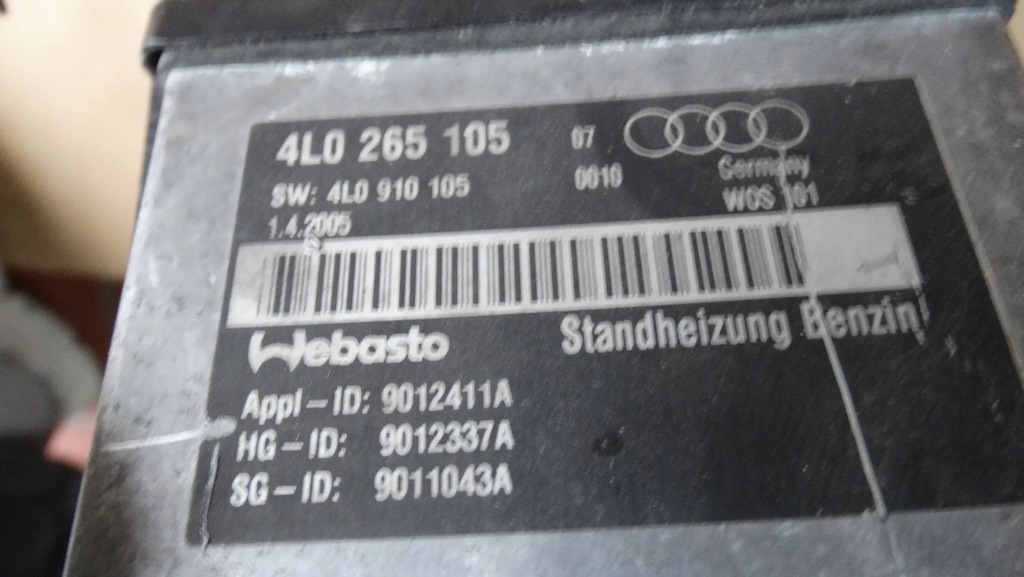 4L0 265 105 07
SW: 4L0 910 105 0010 Germany
1.4.2005 WOS
Webasto Standheizung Benzin
Appl-ID: 9012411A
HG-ID: 9012337A
SG-ID: 9011043A